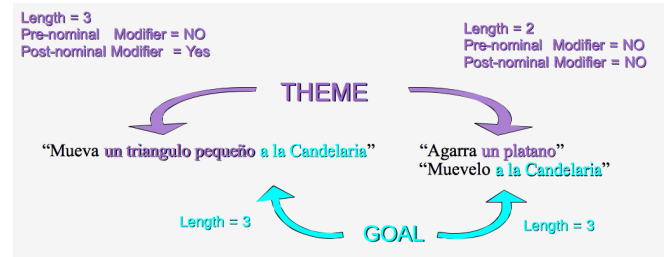 Length = 3
Pre-nominal Modifier = NO
Post-nominal Modifier = Yes
Length = 2
Pre-nominal Modifier = NO
Post-nominal Modifier = NO
THEME
“Mueva un triangulo pequeño a la Candelaria”
“Agarra un platano”
“Muevelo a la Candelaria”
Length = 3
GOAL
Length = 3